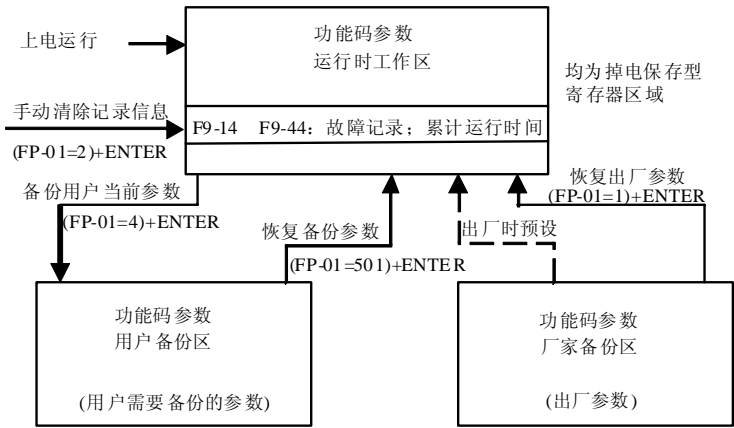 上电运行
功能码参数
运行时工作区
均为掉电保存型
寄存器区域
手动清除记录信息
(FP-01=2)+ENTER
F9-14 F9-44：故障记录；累计运行时间
备份用户当前参数
(FP-01=4)+ENTER
恢复备份参数
(FP-01=501)+ENTER
出厂时预设
恢复出厂参数
(FP-01=1)+ENTER
功能码参数
用户备份区
(用户需要备份的参数)
功能码参数
厂家备份区
(出厂参数)